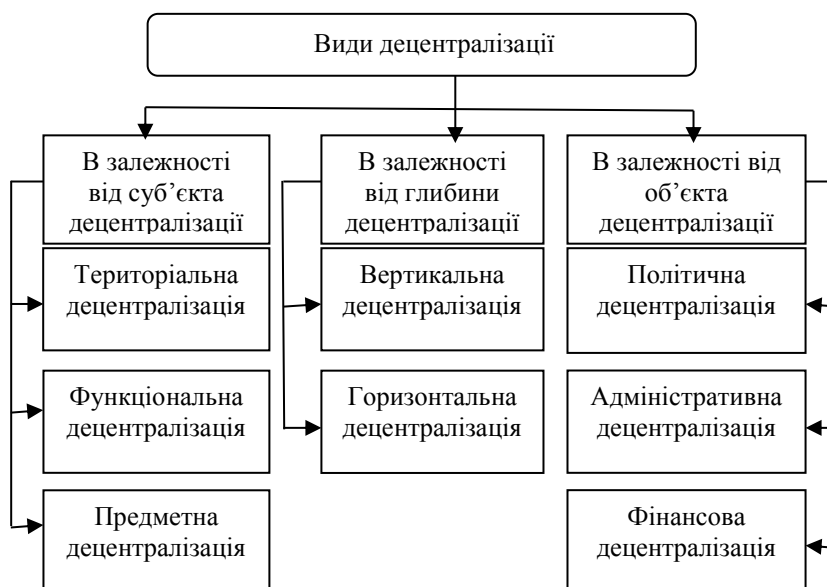 Види децентралізації
В залежності
від суб’єкта
децентралізації
Територіальна
децентралізація
Функціональна
децентралізація
Предметна
децентралізація
В залежності
від глибини
децентралізації
Вертикальна
децентралізація
Горизонтальна
децентралізація
В залежності від
об’єкта
децентралізації
Політична
децентралізація
Адміністративна
децентралізація
Фінансова
децентралізація